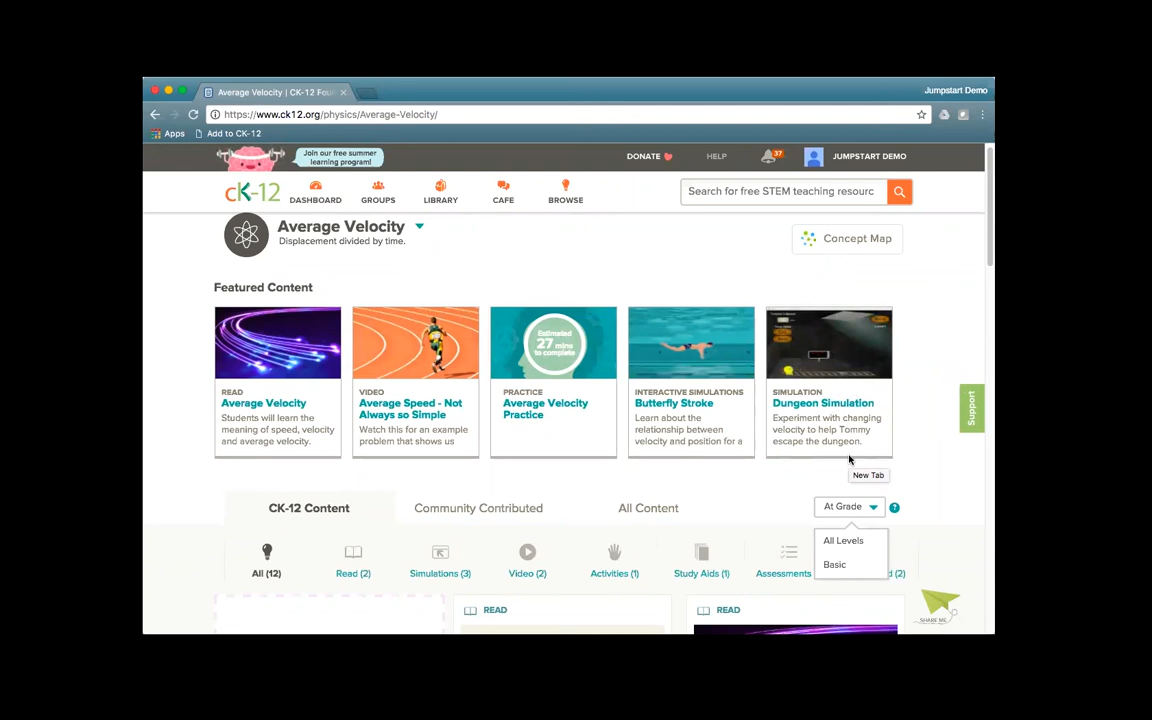 Average Velocity | CK-12 Fou
Jumpstart Demo
https://www.ck12.org/physics/Average-Velocity/
Apps
Add to CK-12
Join our free summer
learning program!
DONATE
HELP
37
JUMPSTART DEMO
cK-12
DASHBOARD
GROUPS
LIBRARY
CAFE
BROWSE
Search for free STEM teaching resourc
Average Velocity
Displacement divided by time.
Concept Map
Featured Content
READ
Average Velocity
Students will learn the
meaning of speed, velocity
and average velocity.
VIDEO
Average Speed - Not
Always so Simple
Watch this for an example
problem that shows us
Estimated
27 mins
to complete
PRACTICE
Average Velocity
Practice
INTERACTIVE SIMULATIONS
Butterfly Stroke
Learn about the
relationship between
velocity and position for a
SIMULATION
Dungeon Simulation
Experiment with changing
velocity to help Tommy
escape the dungeon.
Support
New Tab
CK-12 Content
Community Contributed
All Content
At Grade
?
All Levels
Basic
All (12)
Read (2)
Simulations (3)
Video (2)
Activities (1)
Study Aids (1)
Assessments
d (2)
READ
READ
SHARE ME